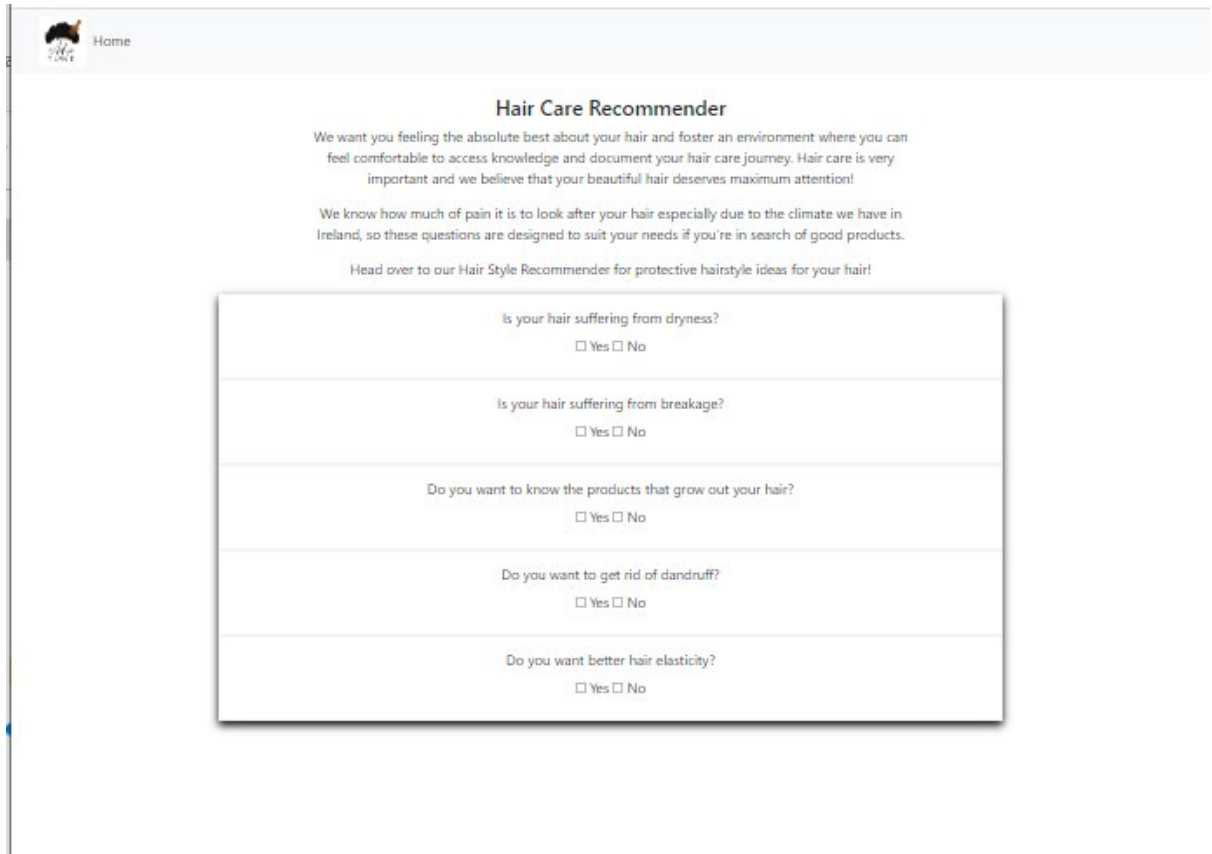 Home
Hair Care Recommender
We want you feeling the absolute best about your hair and foster an environment where you can
feel comfortable to access knowledge and document your hair care journey. Hair care is very
important and we believe that your beautiful hair deserves maximum attention!
We know how much of pain it is to look after your hair especially due to the climate we have in
Ireland, so these questions are designed to suit your needs if you're in search of good products.
Head over to our Hair Style Recommender for protective hairstyle ideas for your hair!
Is your hair suffering from dryness?
☐ Yes ☐ No
Is your hair suffering from breakage?
☐ Yes ☐ No
Do you want to know the products that grow out your hair?
☐ Yes ☐ No
Do you want to get rid of dandruff?
☐ Yes ☐ No
Do you want better hair elasticity?
☐ Yes ☐ No